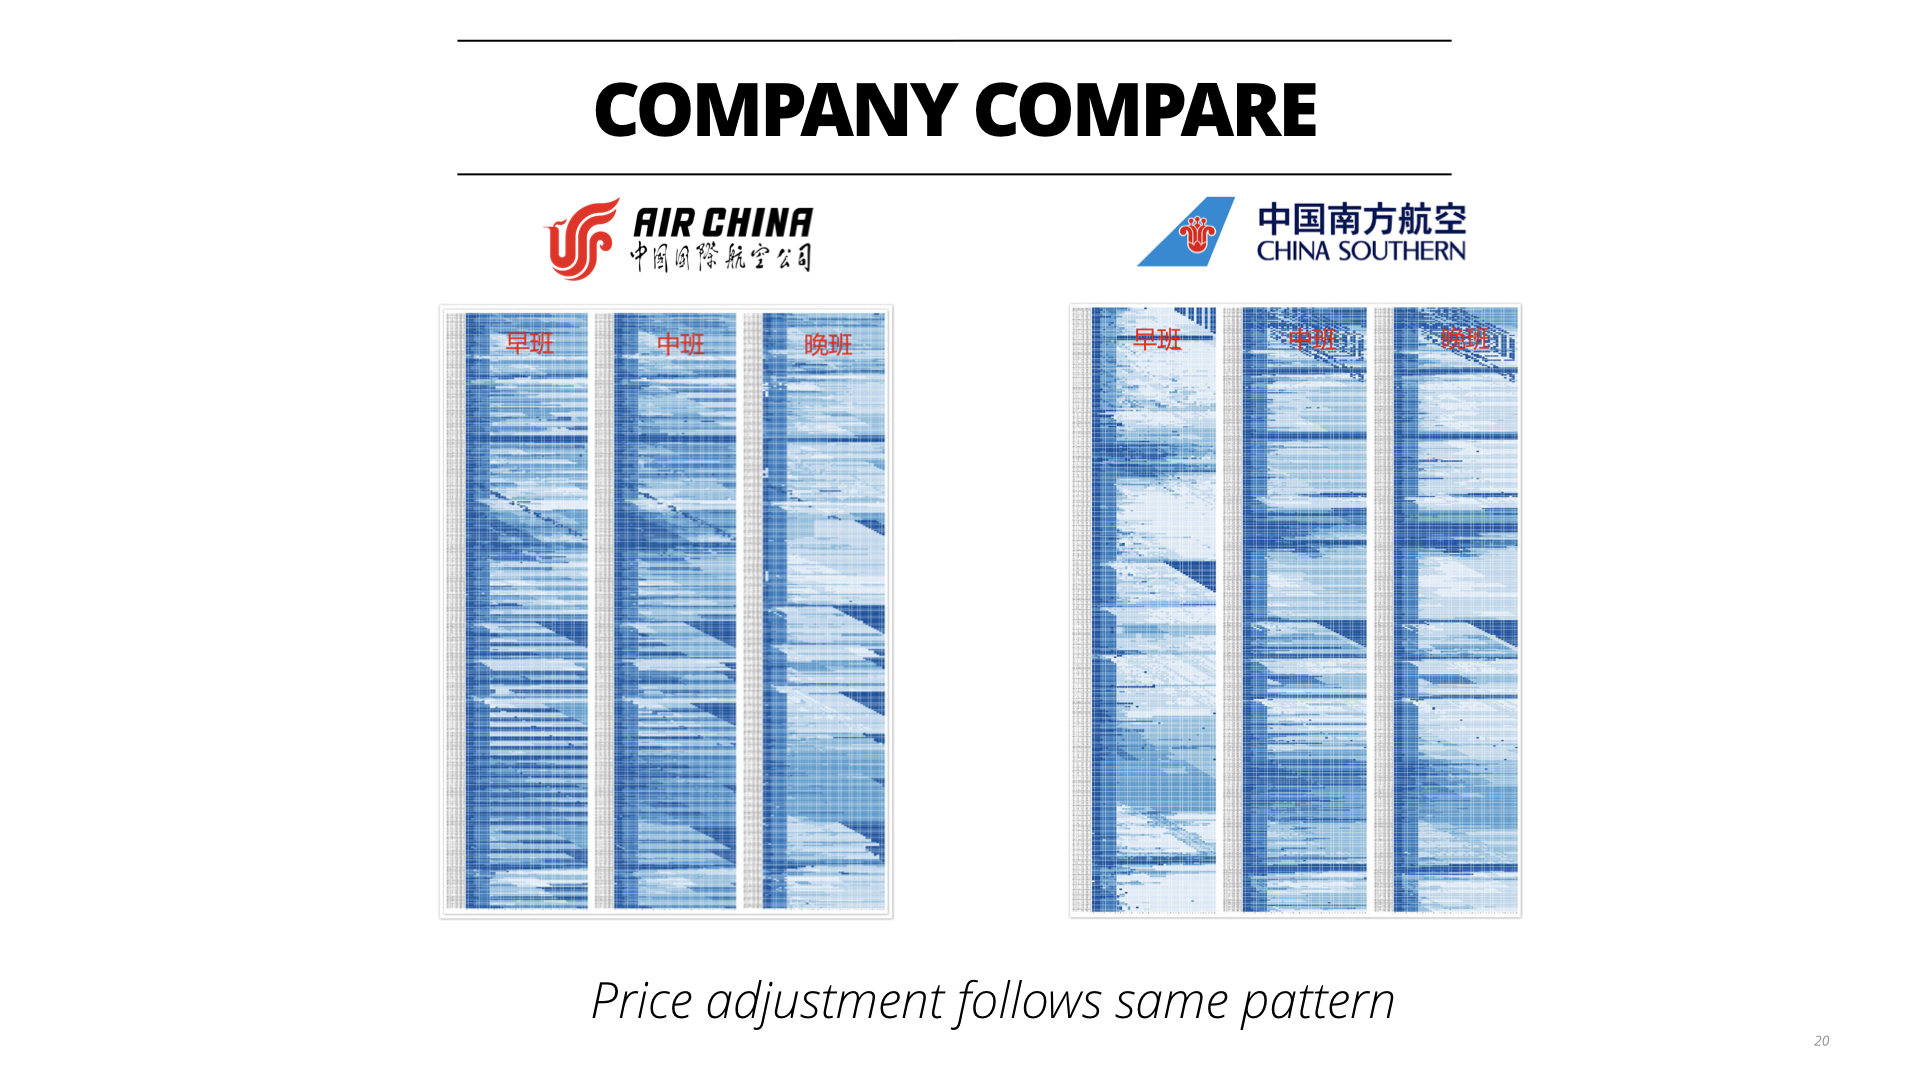 COMPANY COMPARE
AIR CHINA
中国国際航空公司
中国南方航空
CHINA SOUTHERN
早班 中班 晚班
早班 中班 晚班
Price adjustment follows same pattern
20